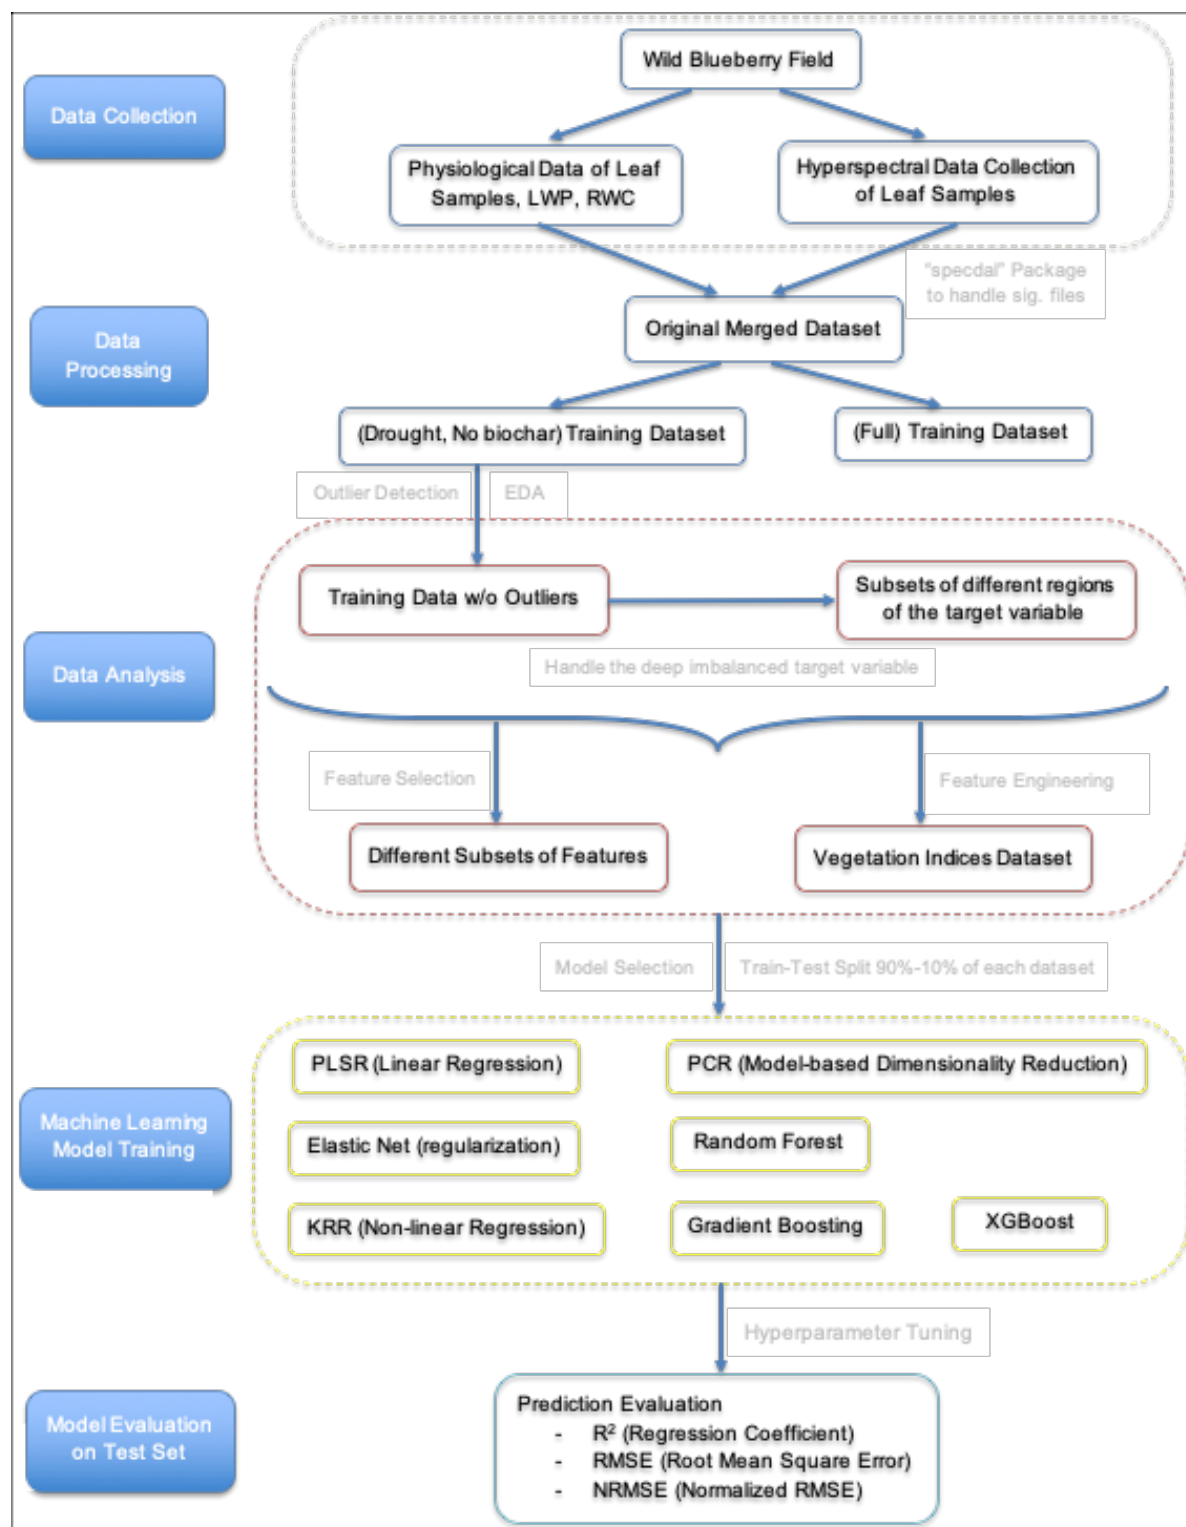 Wild Blueberry Field
Data Collection
Physiological Data of Leaf
Samples, LWP, RWC
Hyperspectral Data Collection
of Leaf Samples
"specdal" Package
to handle sig. files
Data
Processing
Original Merged Dataset
(Drought, No biochar) Training Dataset
(Full) Training Dataset
Outlier Detection
EDA
Training Data w/o Outliers
Subsets of different regions
of the target variable
Data Analysis
Handle the deep imbalanced target variable
Feature Selection
Feature Engineering
Different Subsets of Features
Vegetation Indices Dataset
Model Selection
Train-Test Split 90%-10% of each dataset
Machine Learning
Model Training
PLSR (Linear Regression)
PCR (Model-based Dimensionality Reduction)
Elastic Net (regularization)
Random Forest
KRR (Non-linear Regression)
Gradient Boosting
XGBoost
Hyperparameter Tuning
Model Evaluation
on Test Set
Prediction Evaluation
- R² (Regression Coefficient)
- RMSE (Root Mean Square Error)
- NRMSE (Normalized RMSE)